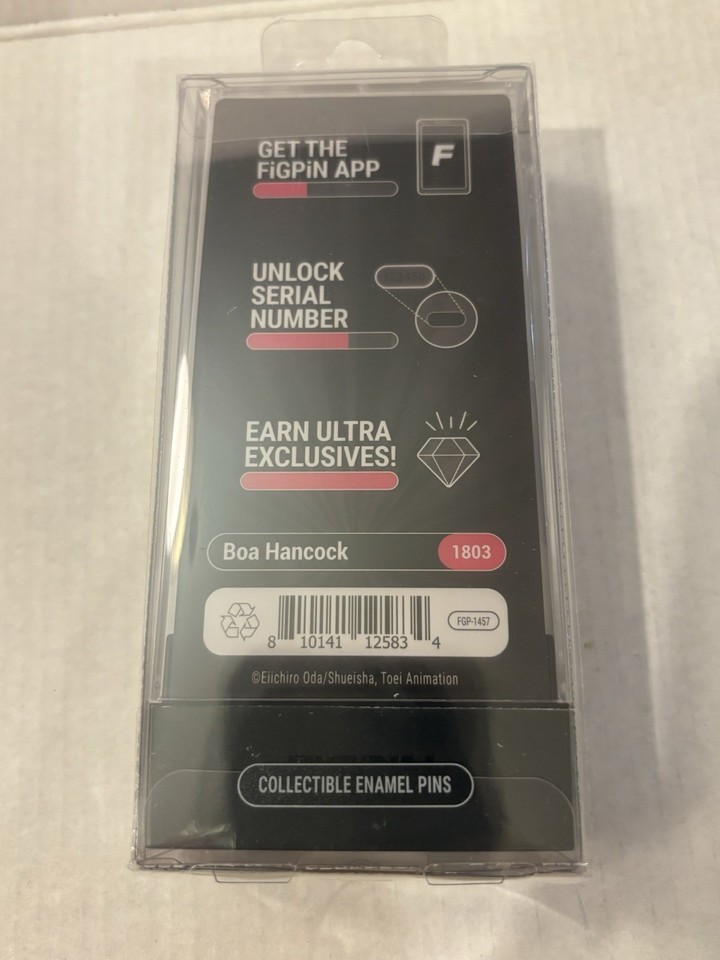 GET THE
FiGPiN APP
F
UNLOCK
SERIAL
NUMBER
EARN ULTRA
EXCLUSIVES!
Boa Hancock 1803
8 10141 12583 4
FGP-1457
©Eiichiro Oda/Shueisha, Toei Animation
COLLECTIBLE ENAMEL PINS